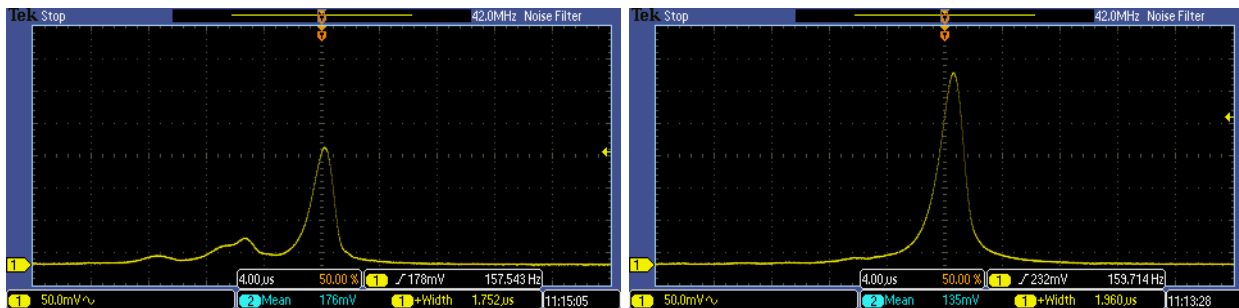 Tek Stop 42.0MHz Noise Filter
1
4.00µs 50.00 % 1 178mV 157.543 Hz
1 50.0mV 2 Mean 176mV 1 +Width 1.752µs 11:15:05
Tek Stop 42.0MHz Noise Filter
1
4.00µs 50.00 % 1 232mV 159.714 Hz
1 50.0mV 2 Mean 135mV 1 +Width 1.960µs 11:13:28